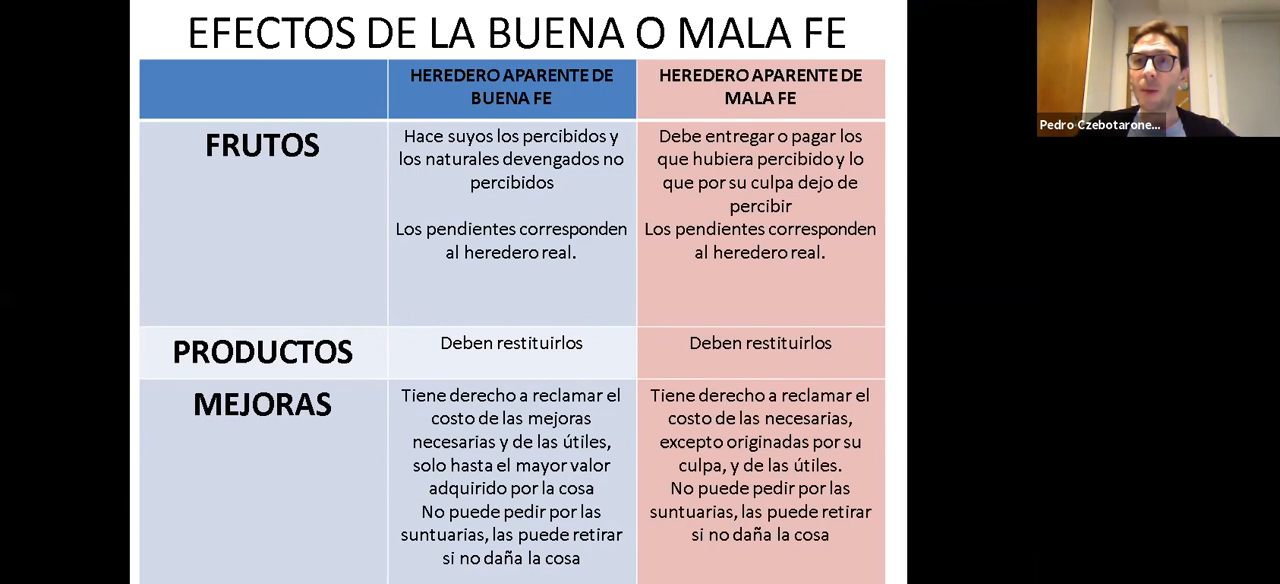 EFECTOS DE LA BUENA O MALA FE
HEREDERO APARENTE DE
BUENA FE
HEREDERO APARENTE DE
MALA FE
FRUTOS
Hace suyos los percibidos y
los naturales devengados no
percibidos
Los pendientes corresponden
al heredero real.
Debe entregar o pagar los
que hubiera percibido y lo
que por su culpa dejo de
percibir
Los pendientes corresponden
al heredero real.
PRODUCTOS
Deben restituirlos
Deben restituirlos
MEJORAS
Tiene derecho a reclamar el
costo de las mejoras
necesarias y de las útiles,
solo hasta el mayor valor
adquirido por la cosa
No puede pedir por las
suntuarias, las puede retirar
si no daña la cosa
Tiene derecho a reclamar el
costo de las necesarias,
excepto originadas por su
culpa, y de las útiles.
No puede pedir por las
suntuarias, las puede retirar
si no daña la cosa
Pedro Czebotarone...